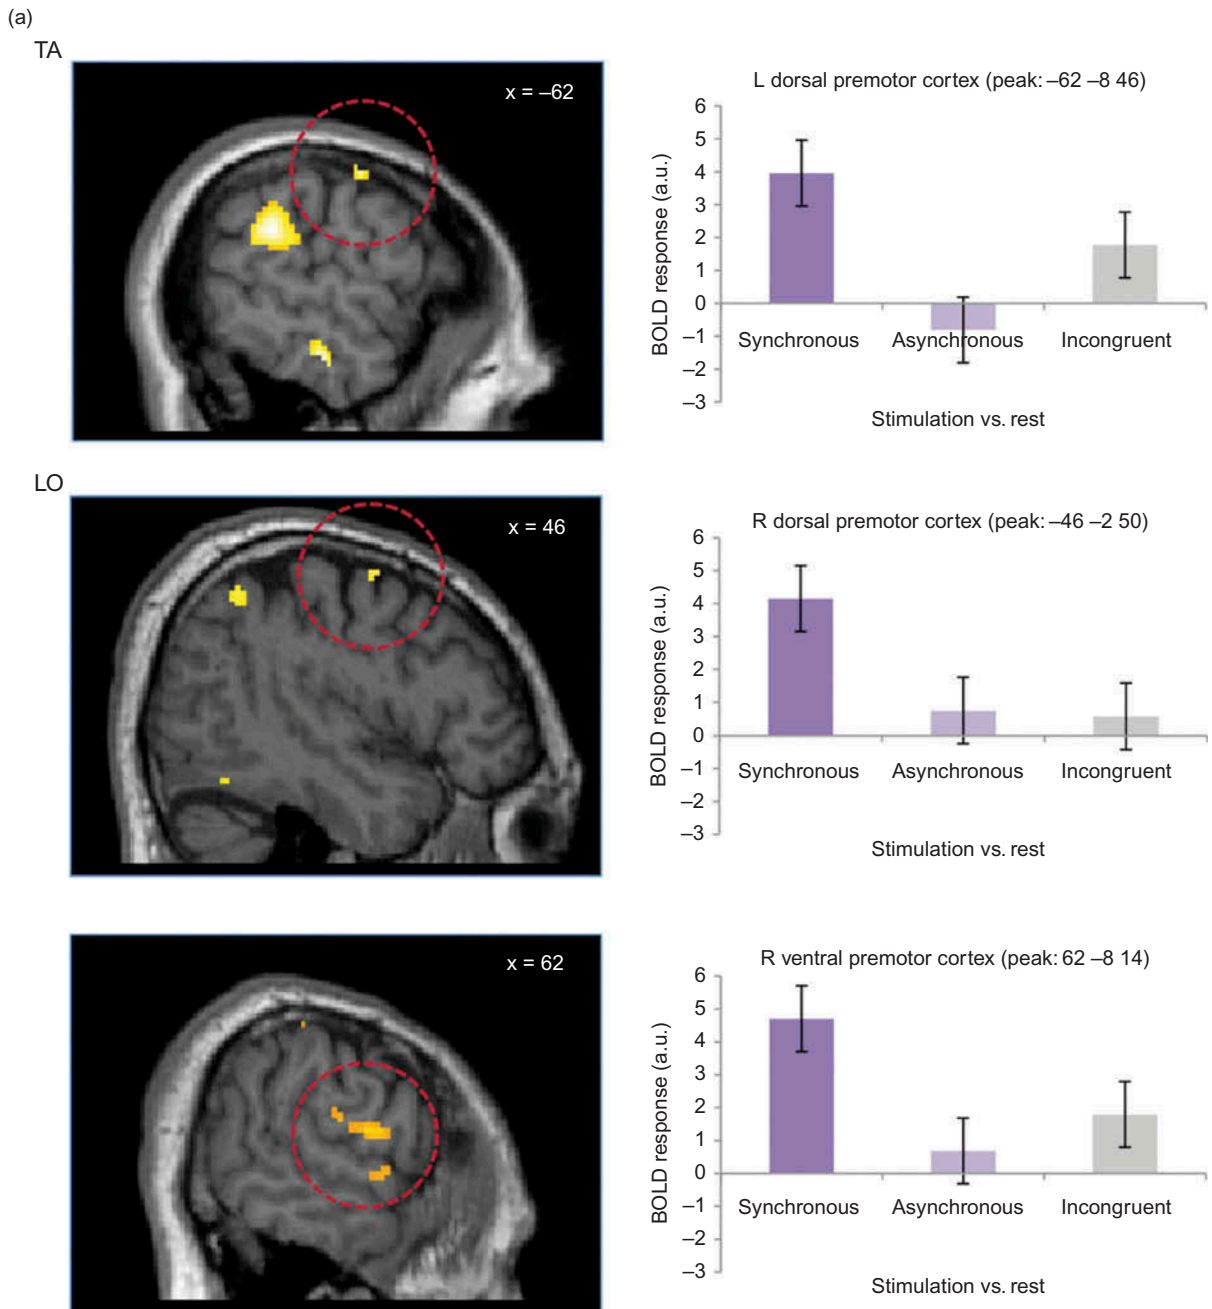 (a)
TA
x = –62
L dorsal premotor cortex (peak: –62 –8 46)
BOLD response (a.u.)
6
5
4
3
2
1
0
–1
–2
–3
Synchronous
Asynchronous
Incongruent
Stimulation vs. rest
LO
x = 46
R dorsal premotor cortex (peak: –46 –2 50)
BOLD response (a.u.)
6
5
4
3
2
1
0
–1
–2
–3
Synchronous
Asynchronous
Incongruent
Stimulation vs. rest
x = 62
R ventral premotor cortex (peak: 62 –8 14)
BOLD response (a.u.)
6
5
4
3
2
1
0
–1
–2
–3
Synchronous
Asynchronous
Incongruent
Stimulation vs. rest